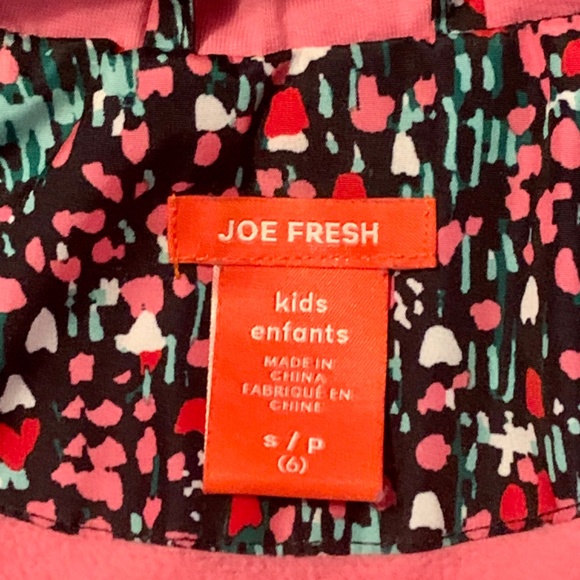 JOE FRESH
kids
enfants
MADE IN
CHINA
FABRIQUÉ EN
CHINE
s / p
(6)